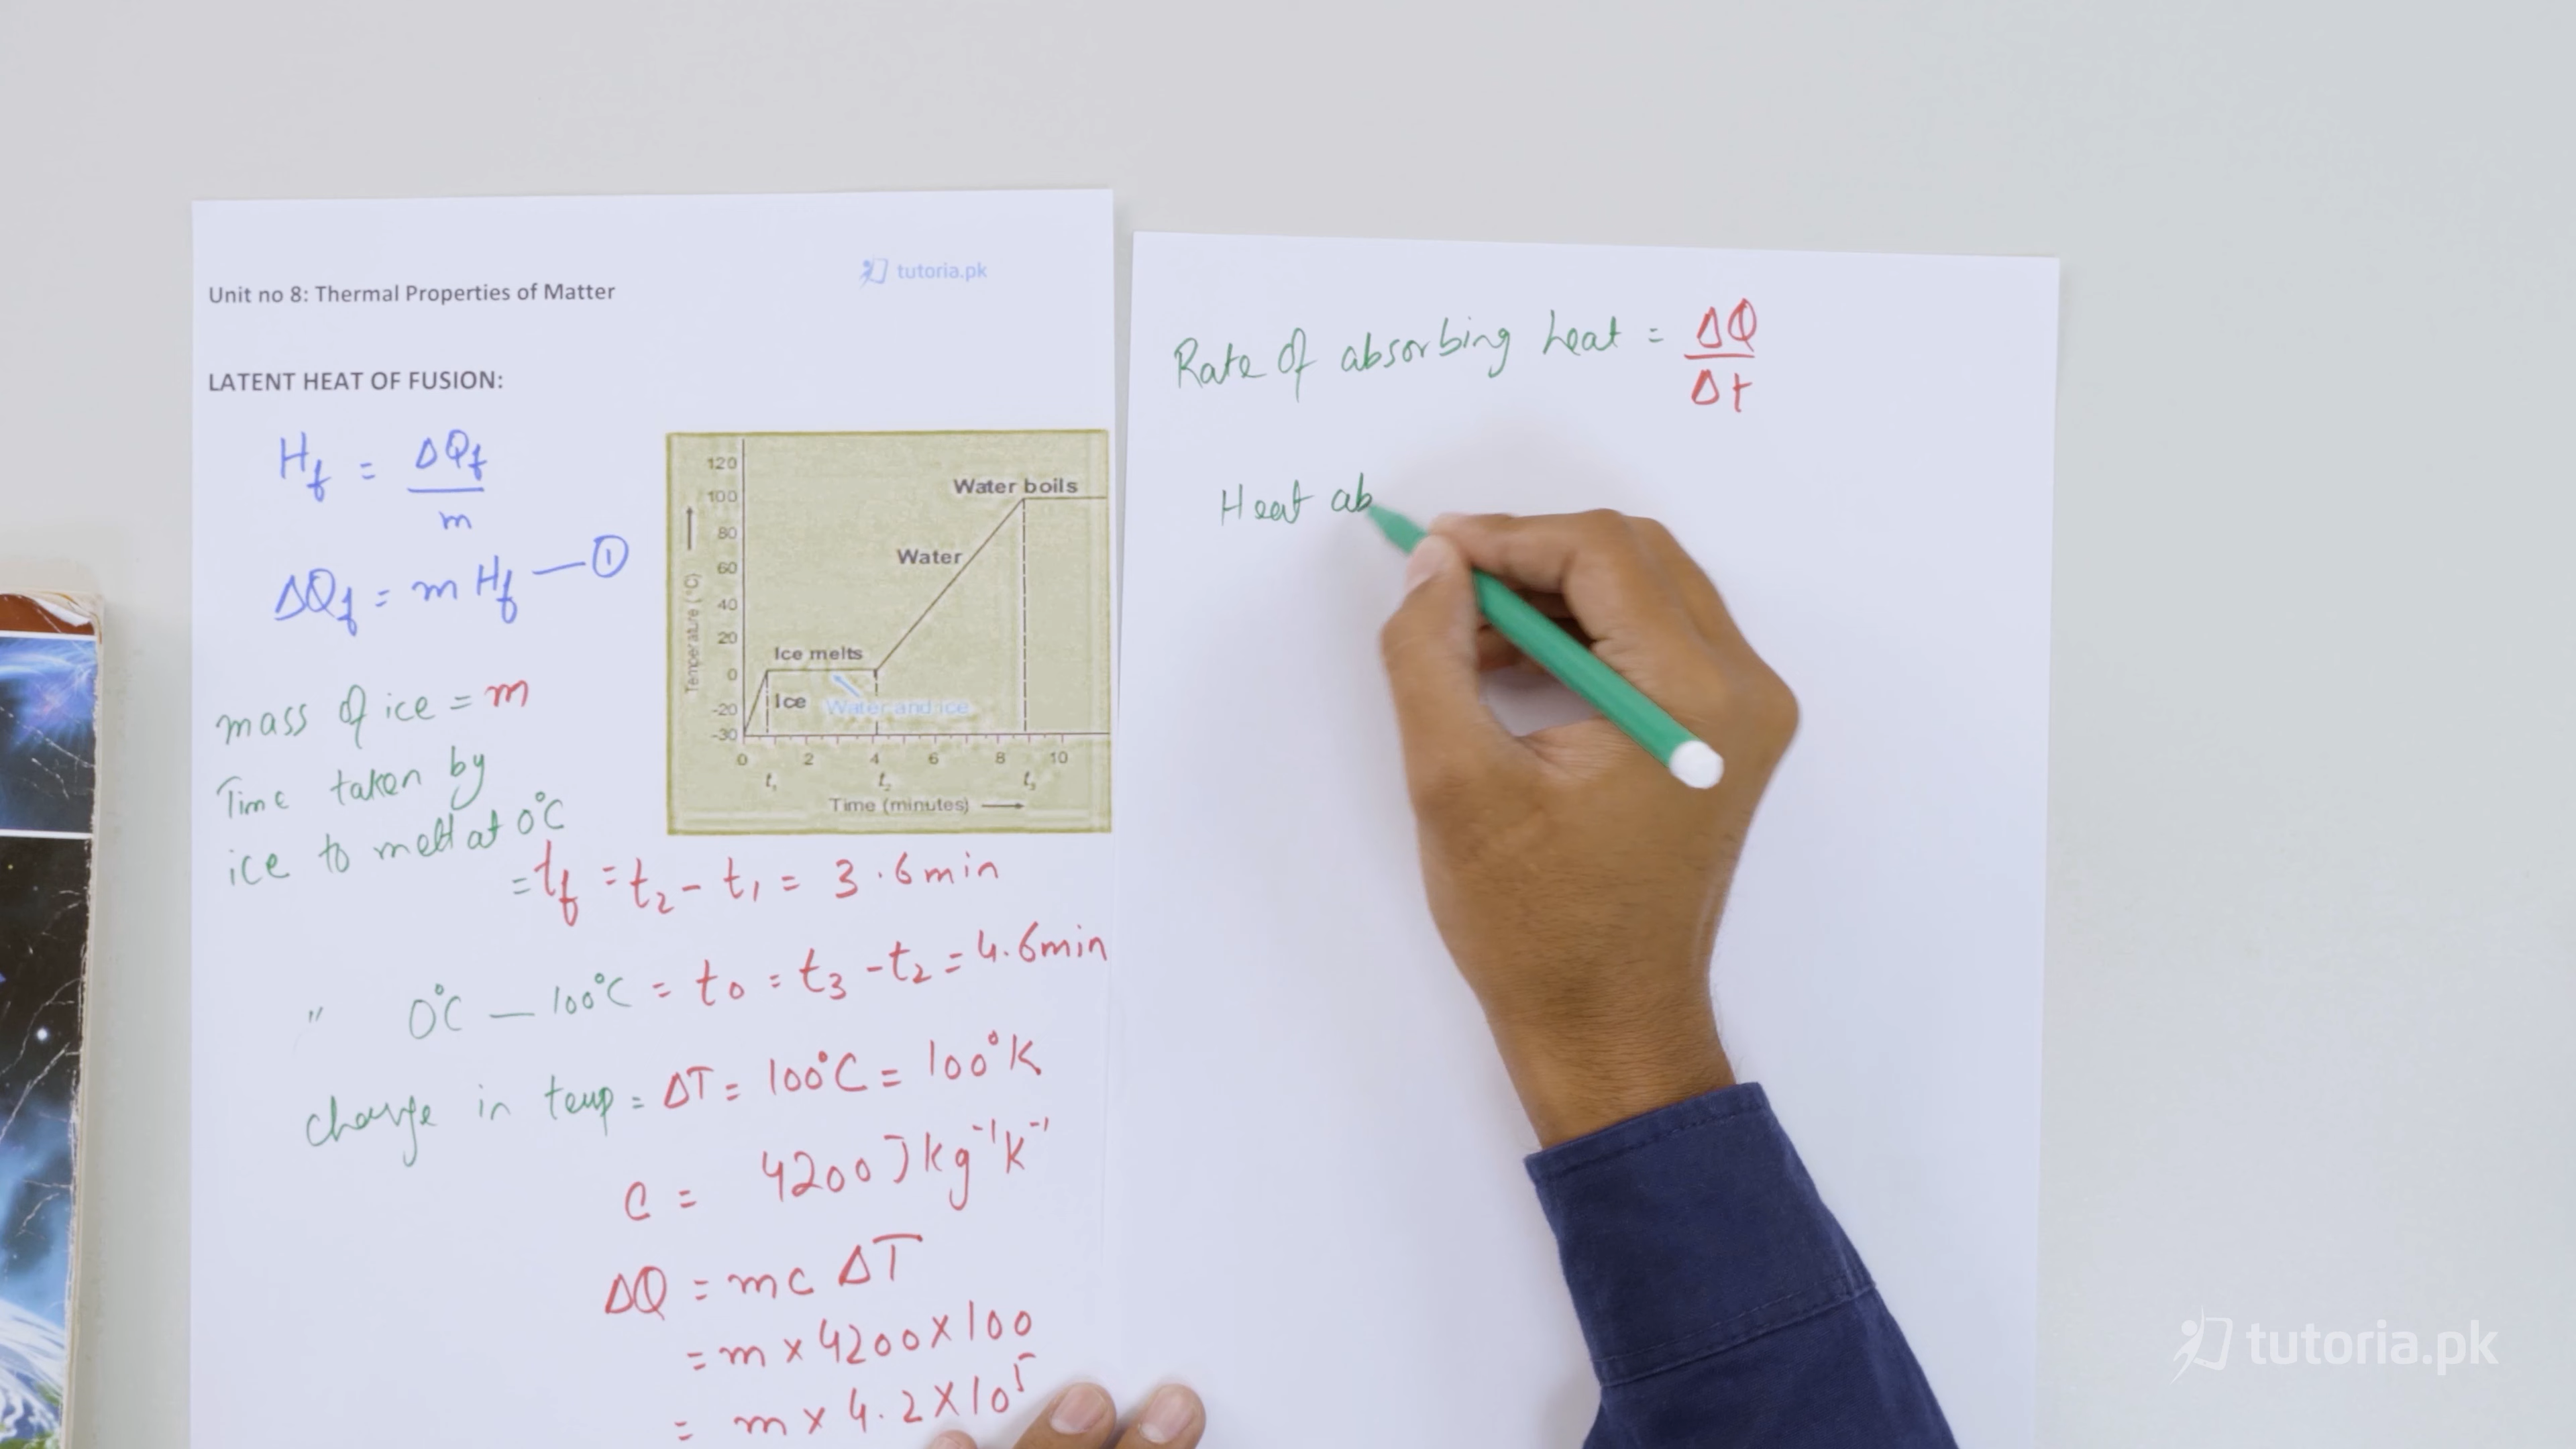 tutoria.pk
Unit no 8: Thermal Properties of Matter
LATENT HEAT OF FUSION:
Hf = ΔQf / m
ΔQf = m Hf — ①
mass of ice = m
Time taken by
ice to melt at 0°C
= tf = t2 - t1 = 3.6 min
" 0°C — 100°C = t0 = t3 - t2 = 4.6 min
change in temp = ΔT = 100°C = 100°K
C = 4200 J kg⁻¹ K⁻¹
ΔQ = mc ΔT
= m × 4200 × 100
= m × 4.2 × 10⁵
120
100
80
60
40
20
0
-20
-30
Temperature (°C)
Water boils
Water
Ice melts
Ice
Water and ice
0 2 4 6 8 10
t1 t2 t3
Time (minutes)
Rate of absorbing heat = ΔQ / Δt
Heat ab
tutoria.pk